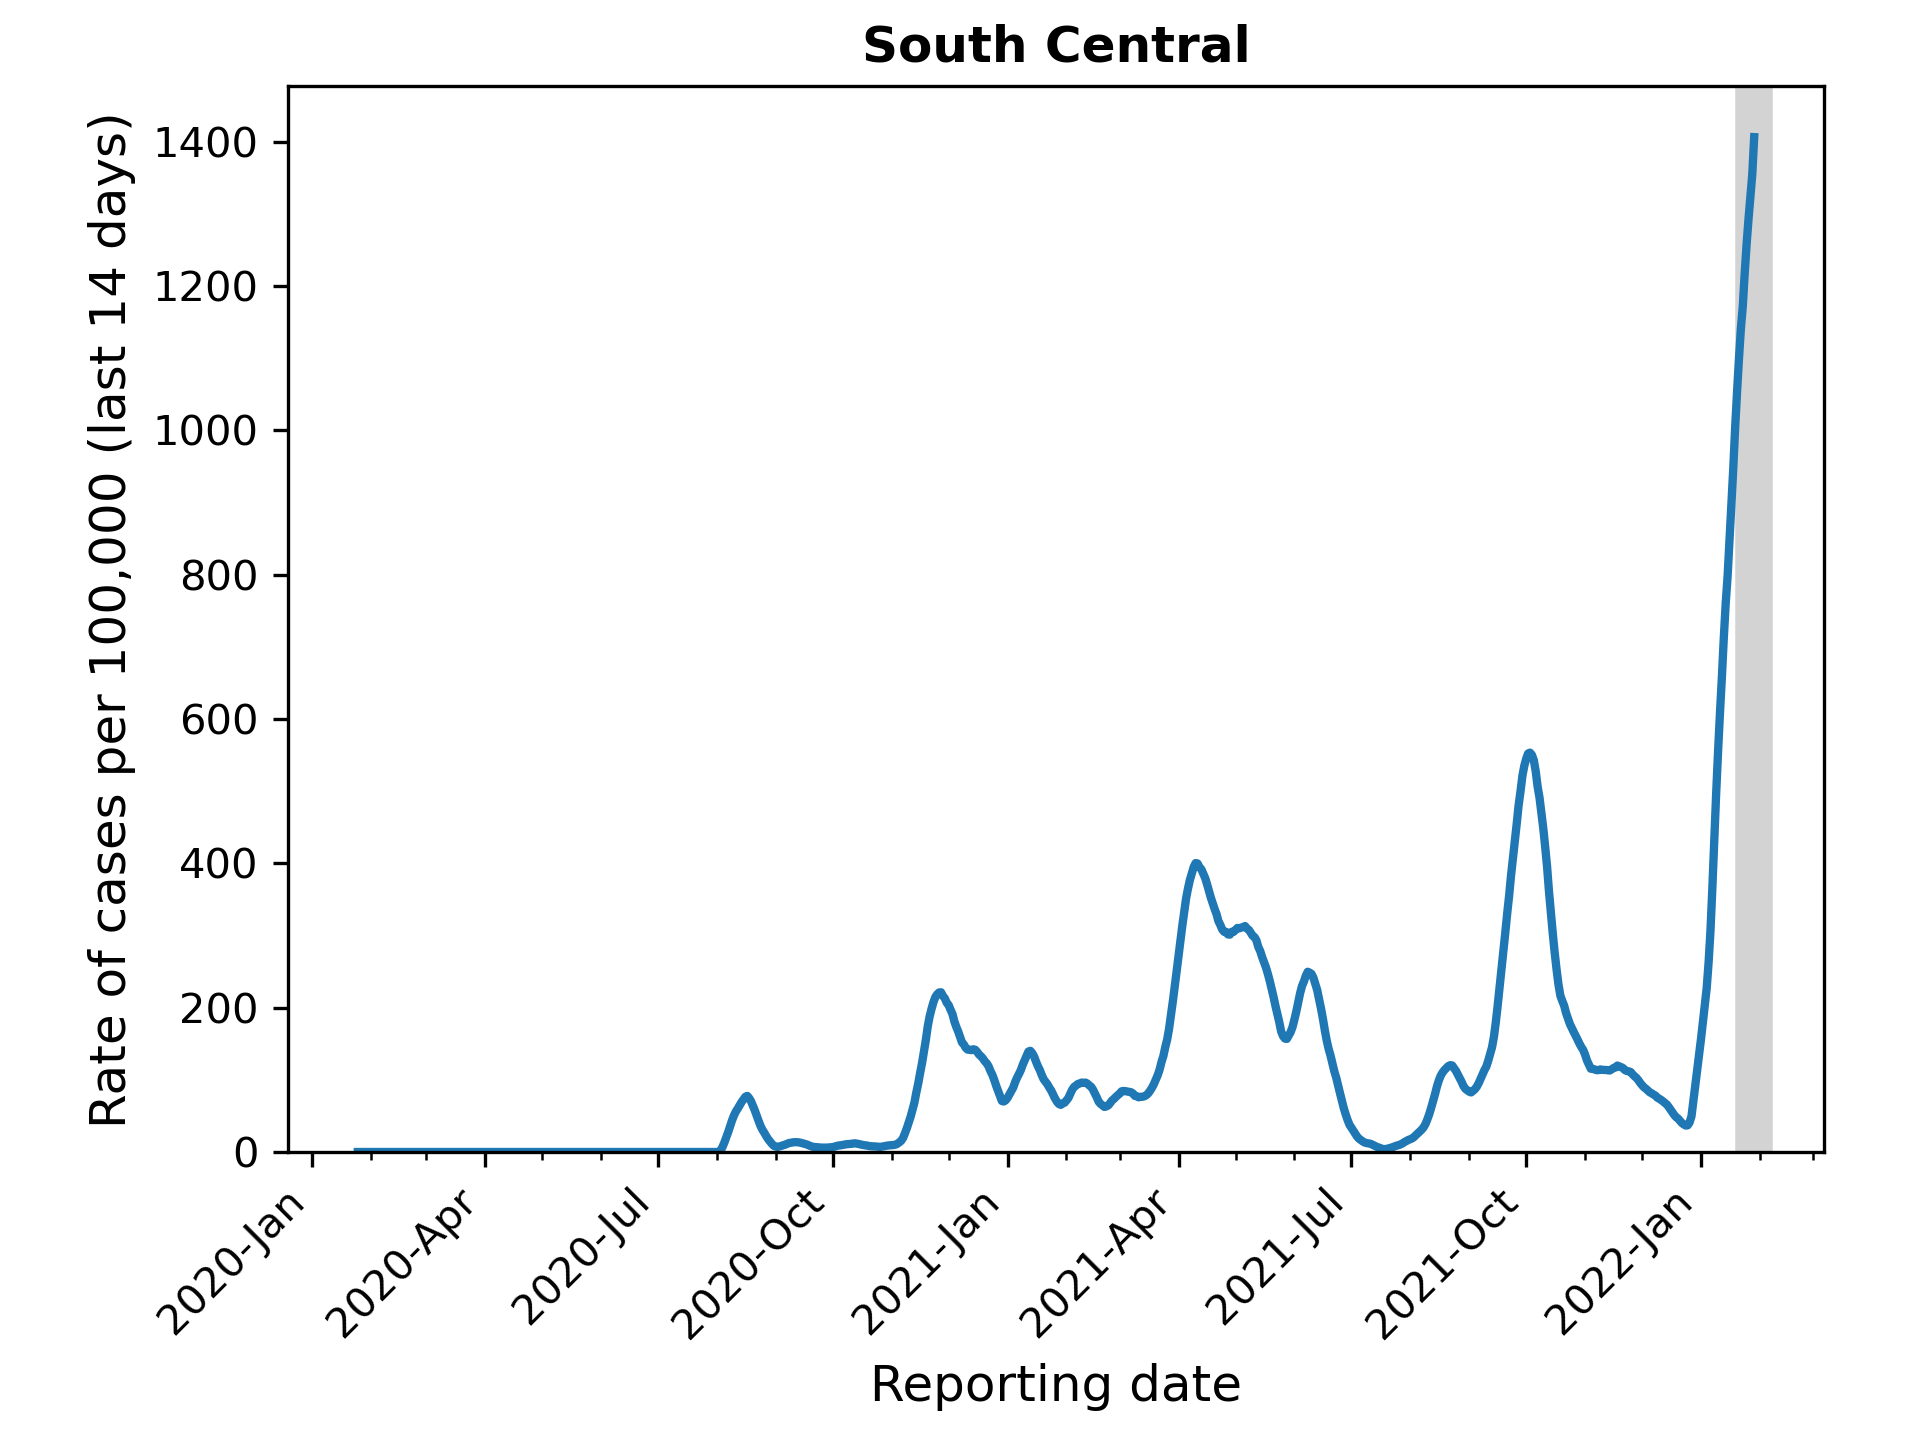 South Central
Rate of cases per 100,000 (last 14 days)
1400
1200
1000
800
600
400
200
0
2020-Jan
2020-Apr
2020-Jul
2020-Oct
2021-Jan
2021-Apr
2021-Jul
2021-Oct
2022-Jan
Reporting date